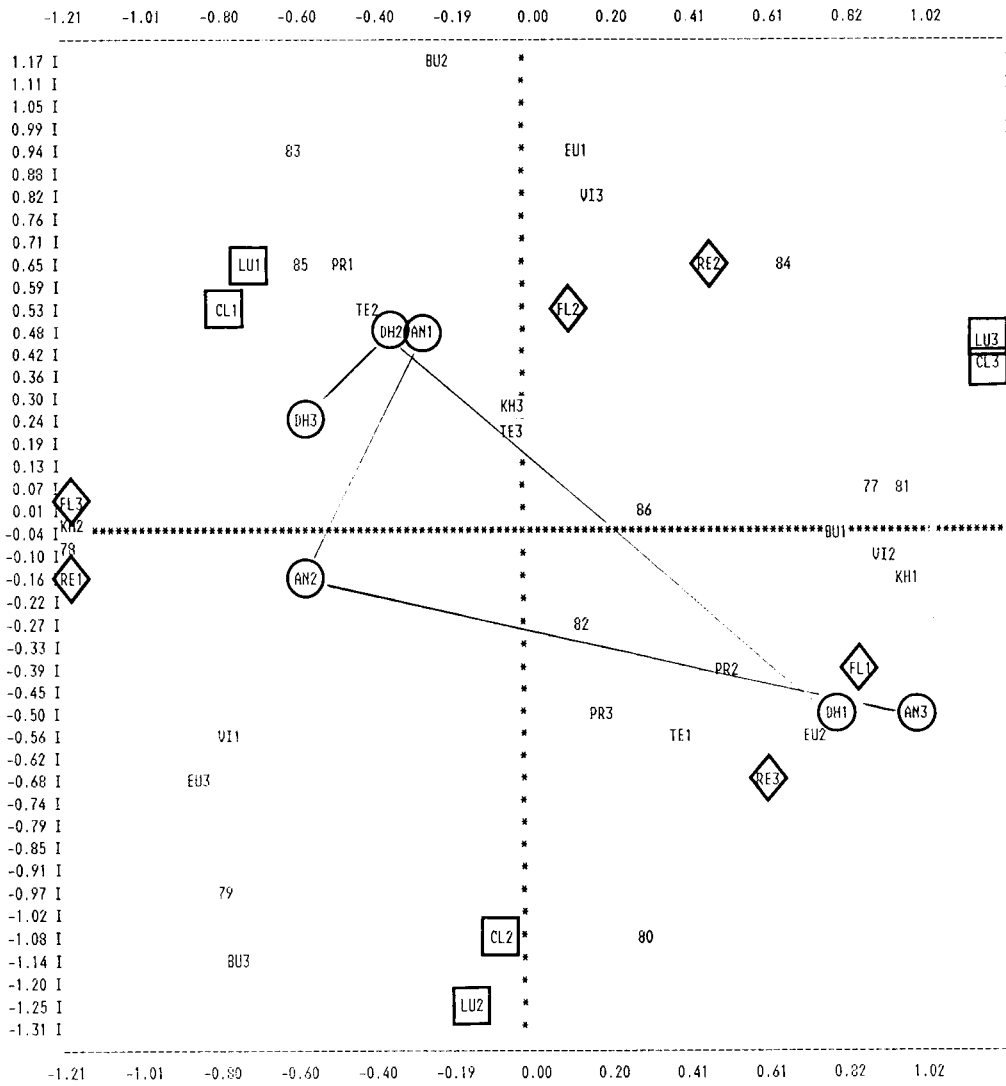 -1.21 -1.01 -0.80 -0.60 -0.40 -0.19 0.00 0.20 0.41 0.61 0.82 1.02
1.17 I BU2
1.11 I
1.05 I
0.99 I
0.94 I 83 EU1
0.88 I
0.82 I VI3
0.76 I
0.71 I
0.65 I LU1 85 PR1 RE2 84
0.59 I
0.53 I CL1 TE2 FL2
0.48 I DH2 AN1 LU3
0.42 I CL3
0.36 I
0.30 I KH3
0.24 I DH3
0.19 I TE3
0.13 I
0.07 I FL3 77 81
0.01 I 86
-0.04 I KH2 BU1
-0.10 I 78 VI2
-0.16 I RE1 AN2 KH1
-0.22 I
-0.27 I 82
-0.33 I
-0.39 I PR2 FL1
-0.45 I
-0.50 I PR3 DH1 AN3
-0.56 I VI1 TE1 EU2
-0.62 I
-0.68 I EU3 RE3
-0.74 I
-0.79 I
-0.85 I
-0.91 I
-0.97 I 79
-1.02 I
-1.08 I CL2 80
-1.14 I BU3
-1.20 I
-1.25 I LU2
-1.31 I
-1.21 -1.01 -0.80 -0.60 -0.40 -0.19 0.00 0.20 0.41 0.61 0.82 1.02